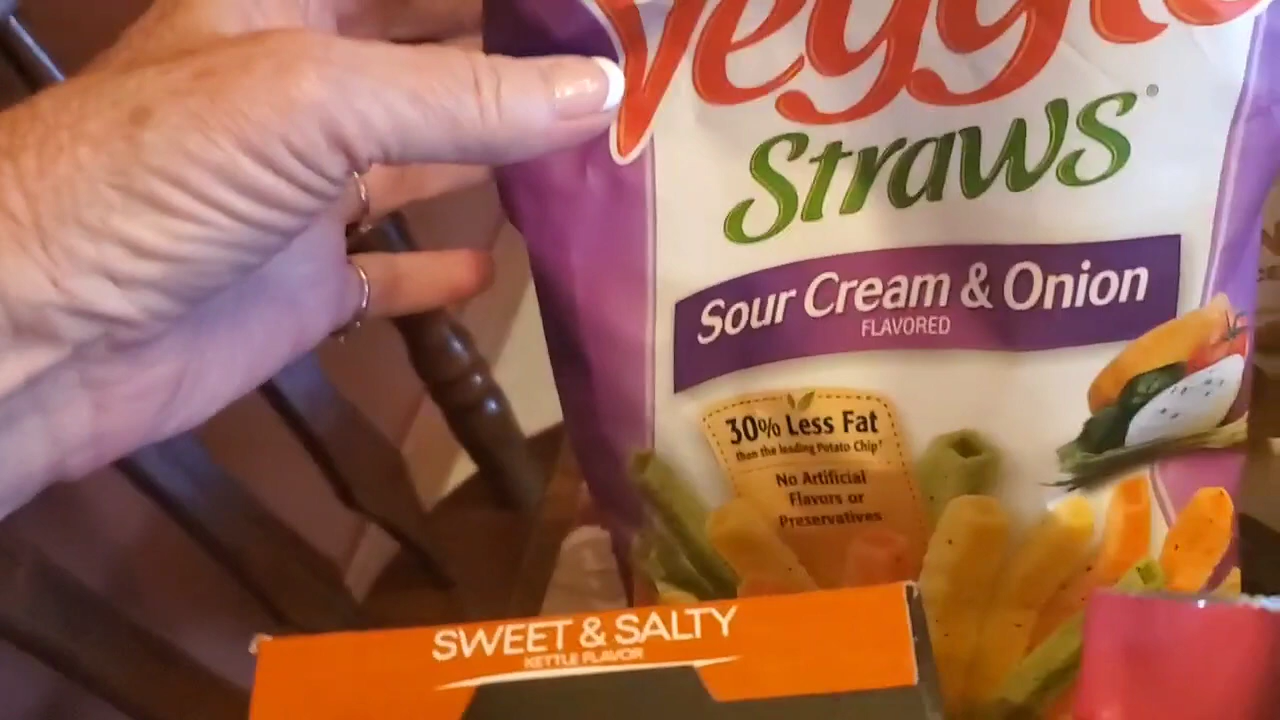 Veggie
Straws®
Sour Cream & Onion
FLAVORED
30% Less Fat
than the leading Potato Chip†
No Artificial
Flavors or
Preservatives
SWEET & SALTY
KETTLE FLAVOR